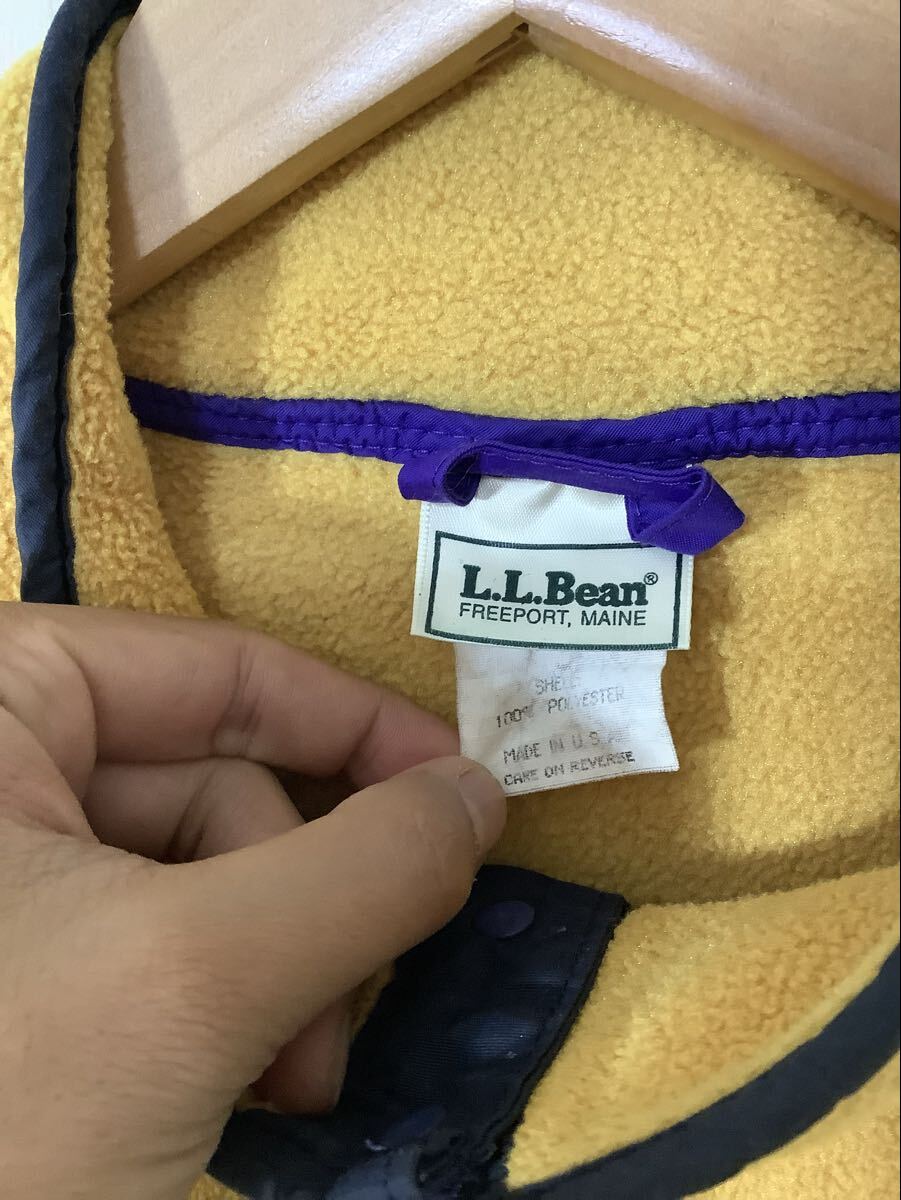 L.L.Bean®
FREEPORT, MAINE
SHELL
100% POLYESTER
MADE IN U.S.A.
CARE ON REVERSE